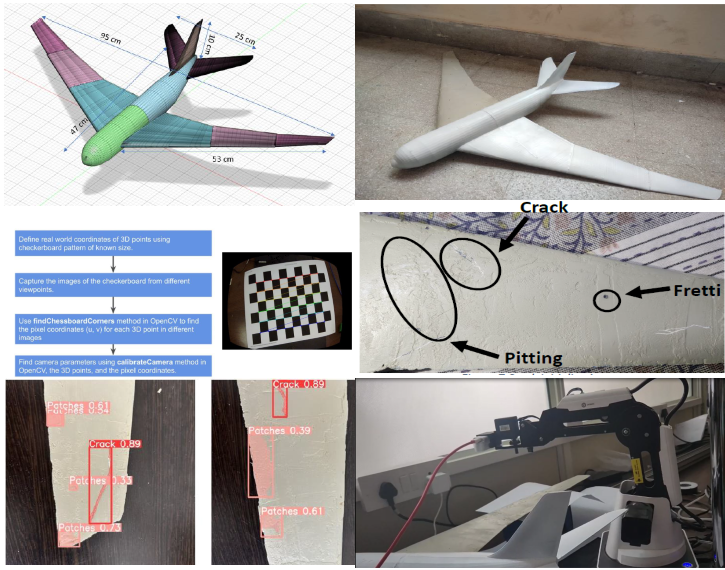 95 cm
25 cm
10 cm
47 cm
53 cm
Crack
Fretti
Pitting
Define real world coordinates of 3D points using
checkerboard pattern of known size.
Capture the images of the checkerboard from different
viewpoints.
Use findChessboardCorners method in OpenCV to find
the pixel coordinates (u, v) for each 3D point in different
images
Find camera parameters using calibrateCamera method in
OpenCV, the 3D points, and the pixel coordinates.
Patches 0.61
Crack 0.89
Patches 0.33
Patches 0.73
Crack 0.89
Patches 0.39
Patches 0.61